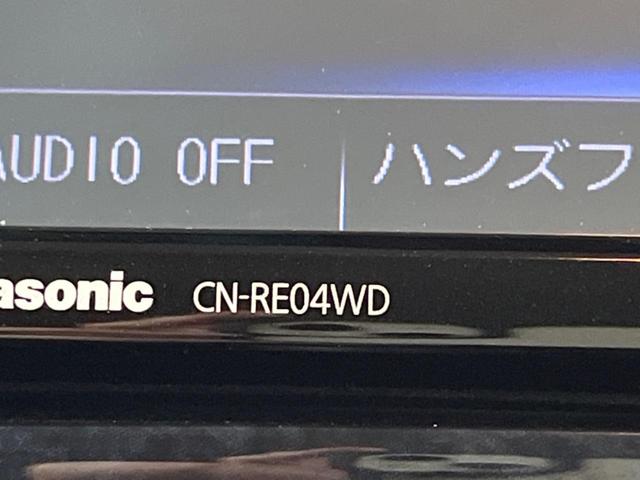 AUDIO OFF ハンズフ
asonic CN-RE04WD